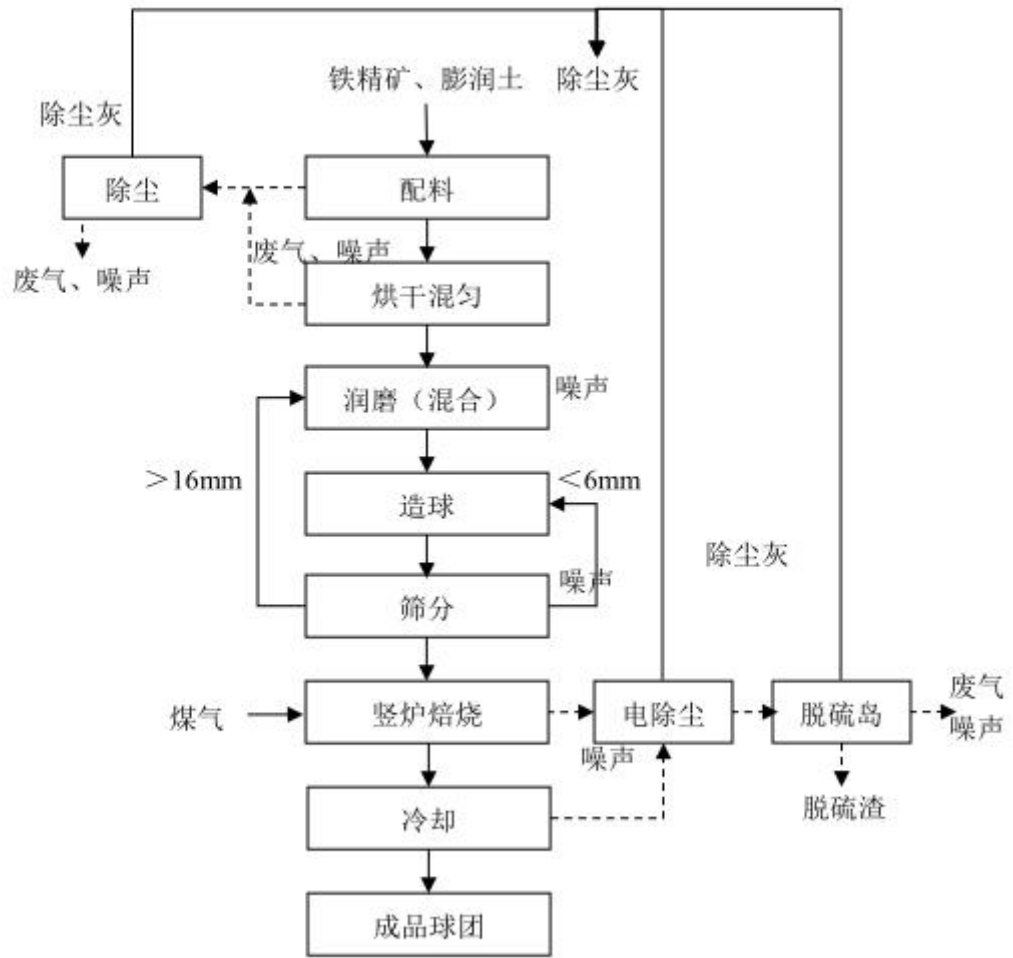 铁精矿、膨润土
除尘灰
除尘灰
除尘
配料
废气、噪声
废气、噪声
烘干混匀
润磨（混合）
噪声
＞16mm
＜6mm
造球
除尘灰
筛分
噪声
煤气
竖炉焙烧
噪声
电除尘
脱硫岛
废气
噪声
脱硫渣
冷却
成品球团